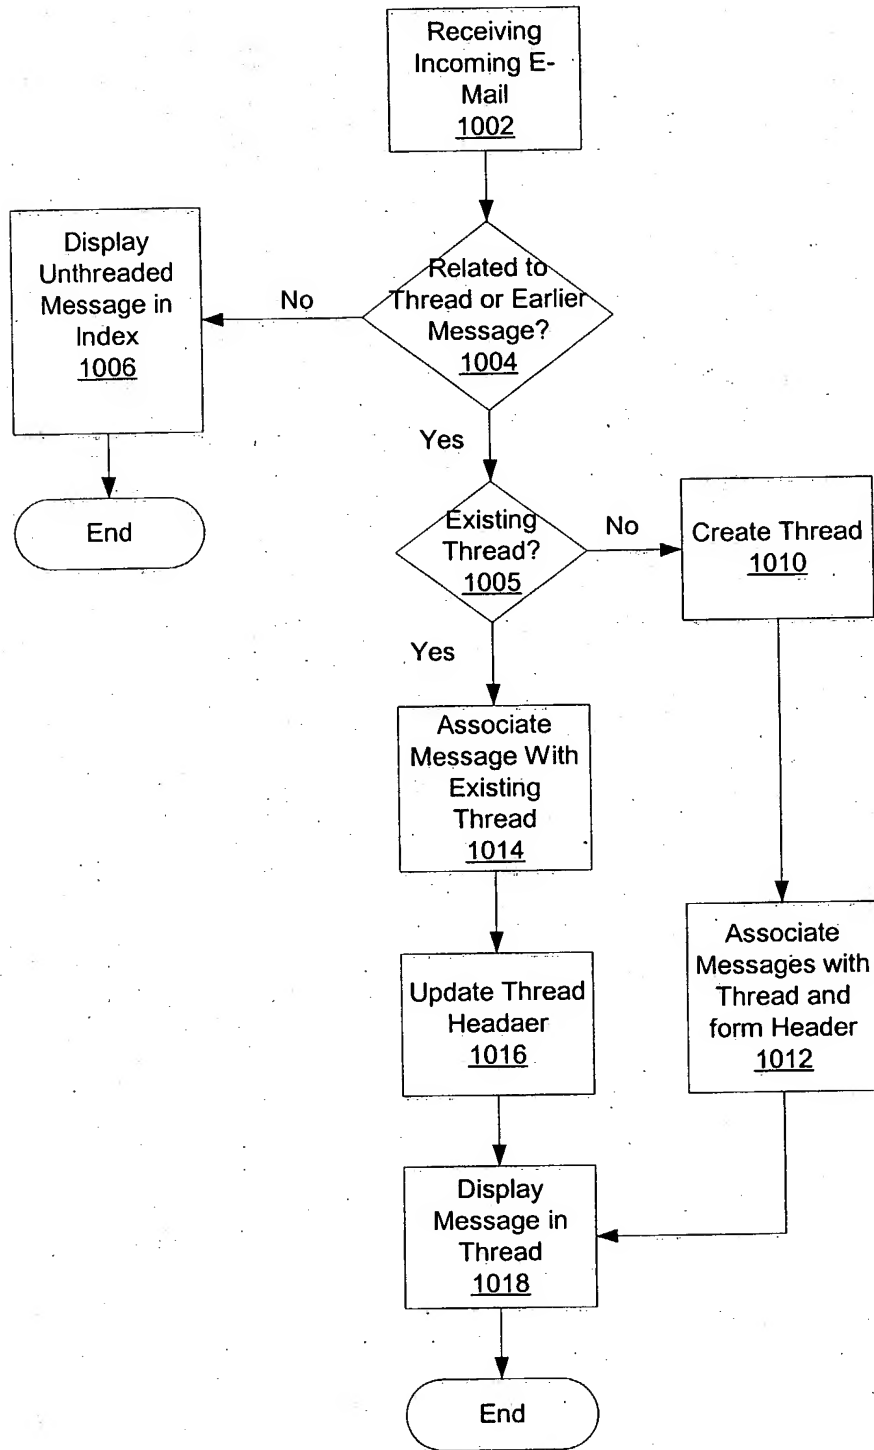 Receiving
Incoming E-
Mail
1002
Related to
Thread or Earlier
Message?
1004
No
Display
Unthreaded
Message in
Index
1006
End
Yes
Existing
Thread?
1005
No
Create Thread
1010
Yes
Associate
Message With
Existing
Thread
1014
Associate
Messages with
Thread and
form Header
1012
Update Thread
Headaer
1016
Display
Message in
Thread
1018
End